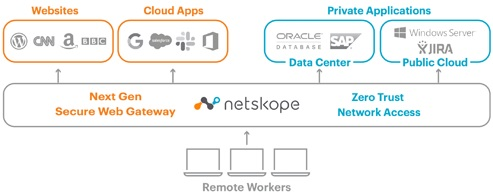 Websites
Cloud Apps
Private Applications
CNN
a
BBC
G
salesforce
ORACLE
DATABASE
SAP
Windows Server
JIRA
Data Center
Public Cloud
Next Gen
Secure Web Gateway
netskope
Zero Trust
Network Access
Remote Workers